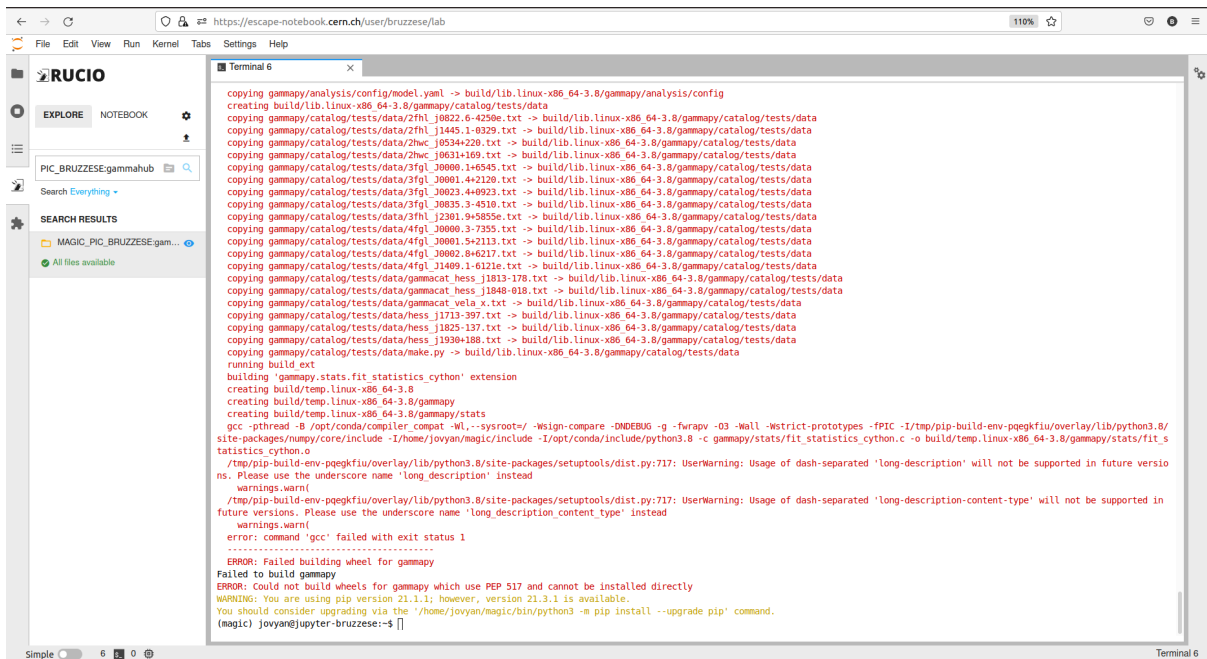 https://escape-notebook.cern.ch/user/bruzzese/lab
110%
File Edit View Run Kernel Tabs Settings Help
RUCIO
EXPLORE NOTEBOOK
PIC_BRUZZESE:gammahub
Search Everything
SEARCH RESULTS
MAGIC_PIC_BRUZZESE:gam...
All files available
Terminal 6
copying gammapy/analysis/config/model.yaml -> build/lib.linux-x86_64-3.8/gammapy/analysis/config
creating build/lib.linux-x86_64-3.8/gammapy/catalog/tests/data
copying gammapy/catalog/tests/data/2fhl_j0822.6-4250e.txt -> build/lib.linux-x86_64-3.8/gammapy/catalog/tests/data
copying gammapy/catalog/tests/data/2fhl_j1445.1-0329.txt -> build/lib.linux-x86_64-3.8/gammapy/catalog/tests/data
copying gammapy/catalog/tests/data/2hwc_j0534+220.txt -> build/lib.linux-x86_64-3.8/gammapy/catalog/tests/data
copying gammapy/catalog/tests/data/2hwc_j0631+169.txt -> build/lib.linux-x86_64-3.8/gammapy/catalog/tests/data
copying gammapy/catalog/tests/data/3fgl_J0000.1+6545.txt -> build/lib.linux-x86_64-3.8/gammapy/catalog/tests/data
copying gammapy/catalog/tests/data/3fgl_J0001.4+2120.txt -> build/lib.linux-x86_64-3.8/gammapy/catalog/tests/data
copying gammapy/catalog/tests/data/3fgl_J0023.4+0923.txt -> build/lib.linux-x86_64-3.8/gammapy/catalog/tests/data
copying gammapy/catalog/tests/data/3fgl_J0835.3-4510.txt -> build/lib.linux-x86_64-3.8/gammapy/catalog/tests/data
copying gammapy/catalog/tests/data/3fhl_j2301.9+5855e.txt -> build/lib.linux-x86_64-3.8/gammapy/catalog/tests/data
copying gammapy/catalog/tests/data/4fgl_J0000.3-7355.txt -> build/lib.linux-x86_64-3.8/gammapy/catalog/tests/data
copying gammapy/catalog/tests/data/4fgl_J0001.5+2113.txt -> build/lib.linux-x86_64-3.8/gammapy/catalog/tests/data
copying gammapy/catalog/tests/data/4fgl_J0002.8+6217.txt -> build/lib.linux-x86_64-3.8/gammapy/catalog/tests/data
copying gammapy/catalog/tests/data/4fgl_J1409.1-6121e.txt -> build/lib.linux-x86_64-3.8/gammapy/catalog/tests/data
copying gammapy/catalog/tests/data/gammacat_hess_j1813-178.txt -> build/lib.linux-x86_64-3.8/gammapy/catalog/tests/data
copying gammapy/catalog/tests/data/gammacat_hess_j1848-018.txt -> build/lib.linux-x86_64-3.8/gammapy/catalog/tests/data
copying gammapy/catalog/tests/data/gammacat_vela_x.txt -> build/lib.linux-x86_64-3.8/gammapy/catalog/tests/data
copying gammapy/catalog/tests/data/hess_j1713-397.txt -> build/lib.linux-x86_64-3.8/gammapy/catalog/tests/data
copying gammapy/catalog/tests/data/hess_j1825-137.txt -> build/lib.linux-x86_64-3.8/gammapy/catalog/tests/data
copying gammapy/catalog/tests/data/hess_j1930+188.txt -> build/lib.linux-x86_64-3.8/gammapy/catalog/tests/data
copying gammapy/catalog/tests/data/make.py -> build/lib.linux-x86_64-3.8/gammapy/catalog/tests/data
running build_ext
building 'gammapy.stats.fit_statistics_cython' extension
creating build/temp.linux-x86_64-3.8
creating build/temp.linux-x86_64-3.8/gammapy
creating build/temp.linux-x86_64-3.8/gammapy/stats
gcc -pthread -B /opt/conda/compiler_compat -Wl,--sysroot=/ -Wsign-compare -DNDEBUG -g -fwrapv -O3 -Wall -Wstrict-prototypes -fPIC -I/tmp/pip-build-env-pqegkfiu/overlay/lib/python3.8/
site-packages/numpy/core/include -I/home/jovyan/magic/include -I/opt/conda/include/python3.8 -c gammapy/stats/fit_statistics_cython.c -o build/temp.linux-x86_64-3.8/gammapy/stats/fit_s
tatistics_cython.o
/tmp/pip-build-env-pqegkfiu/overlay/lib/python3.8/site-packages/setuptools/dist.py:717: UserWarning: Usage of dash-separated 'long-description' will not be supported in future versio
ns. Please use the underscore name 'long_description' instead
warnings.warn(
/tmp/pip-build-env-pqegkfiu/overlay/lib/python3.8/site-packages/setuptools/dist.py:717: UserWarning: Usage of dash-separated 'long-description-content-type' will not be supported in
future versions. Please use the underscore name 'long_description_content_type' instead
warnings.warn(
error: command 'gcc' failed with exit status 1
----------------------------------------
ERROR: Failed building wheel for gammapy
Failed to build gammapy
ERROR: Could not build wheels for gammapy which use PEP 517 and cannot be installed directly
WARNING: You are using pip version 21.1.1; however, version 21.3.1 is available.
You should consider upgrading via the '/home/jovyan/magic/bin/python3 -m pip install --upgrade pip' command.
(magic) jovyan@jupyter-bruzzese:~$
Simple 6 0 Terminal 6